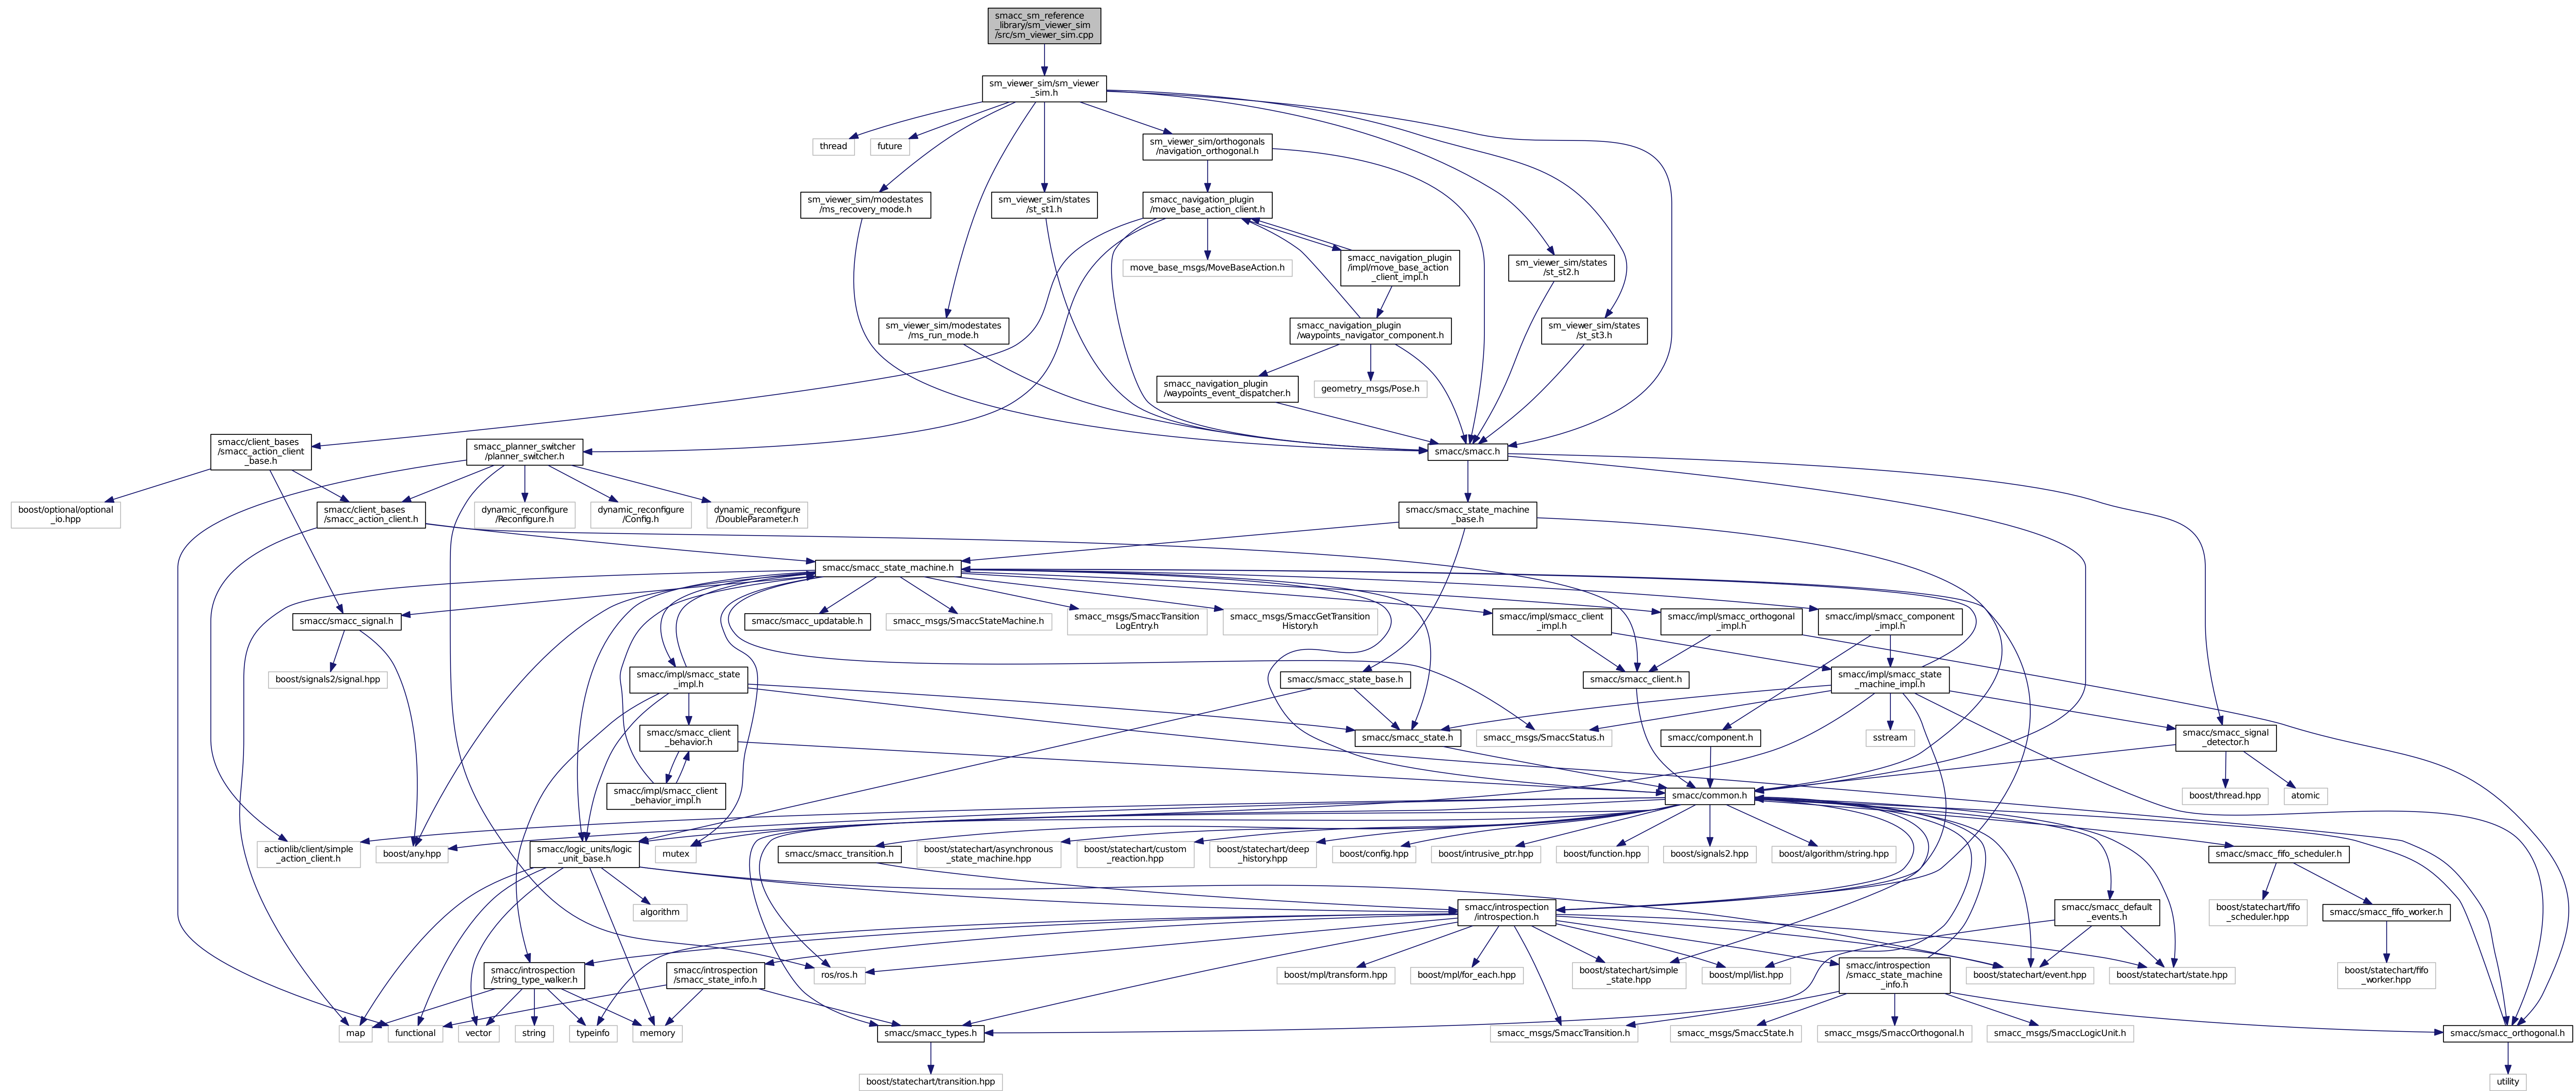 smacc_sm_reference
_library/sm_viewer_sim
/src/sm_viewer_sim.cpp
sm_viewer_sim/sm_viewer
_sim.h
thread
future
sm_viewer_sim/orthogonals
/navigation_orthogonal.h
sm_viewer_sim/modestates
/ms_recovery_mode.h
sm_viewer_sim/states
/st_st1.h
smacc_navigation_plugin
/move_base_action_client.h
move_base_msgs/MoveBaseAction.h
smacc_navigation_plugin
/impl/move_base_action
_client_impl.h
sm_viewer_sim/states
/st_st2.h
sm_viewer_sim/modestates
/ms_run_mode.h
smacc_navigation_plugin
/waypoints_navigator_component.h
sm_viewer_sim/states
/st_st3.h
smacc_navigation_plugin
/waypoints_event_dispatcher.h
geometry_msgs/Pose.h
smacc/client_bases
/smacc_action_client
_base.h
smacc_planner_switcher
/planner_switcher.h
smacc/smacc.h
boost/optional/optional
_io.hpp
smacc/client_bases
/smacc_action_client.h
dynamic_reconfigure
/Reconfigure.h
dynamic_reconfigure
/Config.h
dynamic_reconfigure
/DoubleParameter.h
smacc/smacc_state_machine
_base.h
smacc/smacc_state_machine.h
smacc/smacc_signal.h
smacc/smacc_updatable.h
smacc_msgs/SmaccStateMachine.h
smacc_msgs/SmaccTransition
LogEntry.h
smacc_msgs/SmaccGetTransition
History.h
smacc/impl/smacc_client
_impl.h
smacc/impl/smacc_orthogonal
_impl.h
smacc/impl/smacc_component
_impl.h
boost/signals2/signal.hpp
smacc/impl/smacc_state
_impl.h
smacc/smacc_state_base.h
smacc/smacc_client.h
smacc/impl/smacc_state
_machine_impl.h
smacc/smacc_client
_behavior.h
smacc/smacc_state.h
smacc_msgs/SmaccStatus.h
smacc/component.h
sstream
smacc/smacc_signal
_detector.h
smacc/impl/smacc_client
_behavior_impl.h
smacc/common.h
boost/thread.hpp
atomic
actionlib/client/simple
_action_client.h
boost/any.hpp
smacc/logic_units/logic
_unit_base.h
mutex
smacc/smacc_transition.h
boost/statechart/asynchronous
_state_machine.hpp
boost/statechart/custom
_reaction.hpp
boost/statechart/deep
_history.hpp
boost/config.hpp
boost/intrusive_ptr.hpp
boost/function.hpp
boost/signals2.hpp
boost/algorithm/string.hpp
smacc/smacc_fifo_scheduler.h
algorithm
smacc/introspection
/introspection.h
smacc/smacc_default
_events.h
boost/statechart/fifo
_scheduler.hpp
smacc/smacc_fifo_worker.h
smacc/introspection
/string_type_walker.h
smacc/introspection
/smacc_state_info.h
ros/ros.h
boost/mpl/transform.hpp
boost/mpl/for_each.hpp
boost/statechart/simple
_state.hpp
boost/mpl/list.hpp
smacc/introspection
/smacc_state_machine
_info.h
boost/statechart/event.hpp
boost/statechart/state.hpp
boost/statechart/fifo
_worker.hpp
map
functional
vector
string
typeinfo
memory
smacc/smacc_types.h
smacc_msgs/SmaccTransition.h
smacc_msgs/SmaccState.h
smacc_msgs/SmaccOrthogonal.h
smacc_msgs/SmaccLogicUnit.h
smacc/smacc_orthogonal.h
boost/statechart/transition.hpp
utility